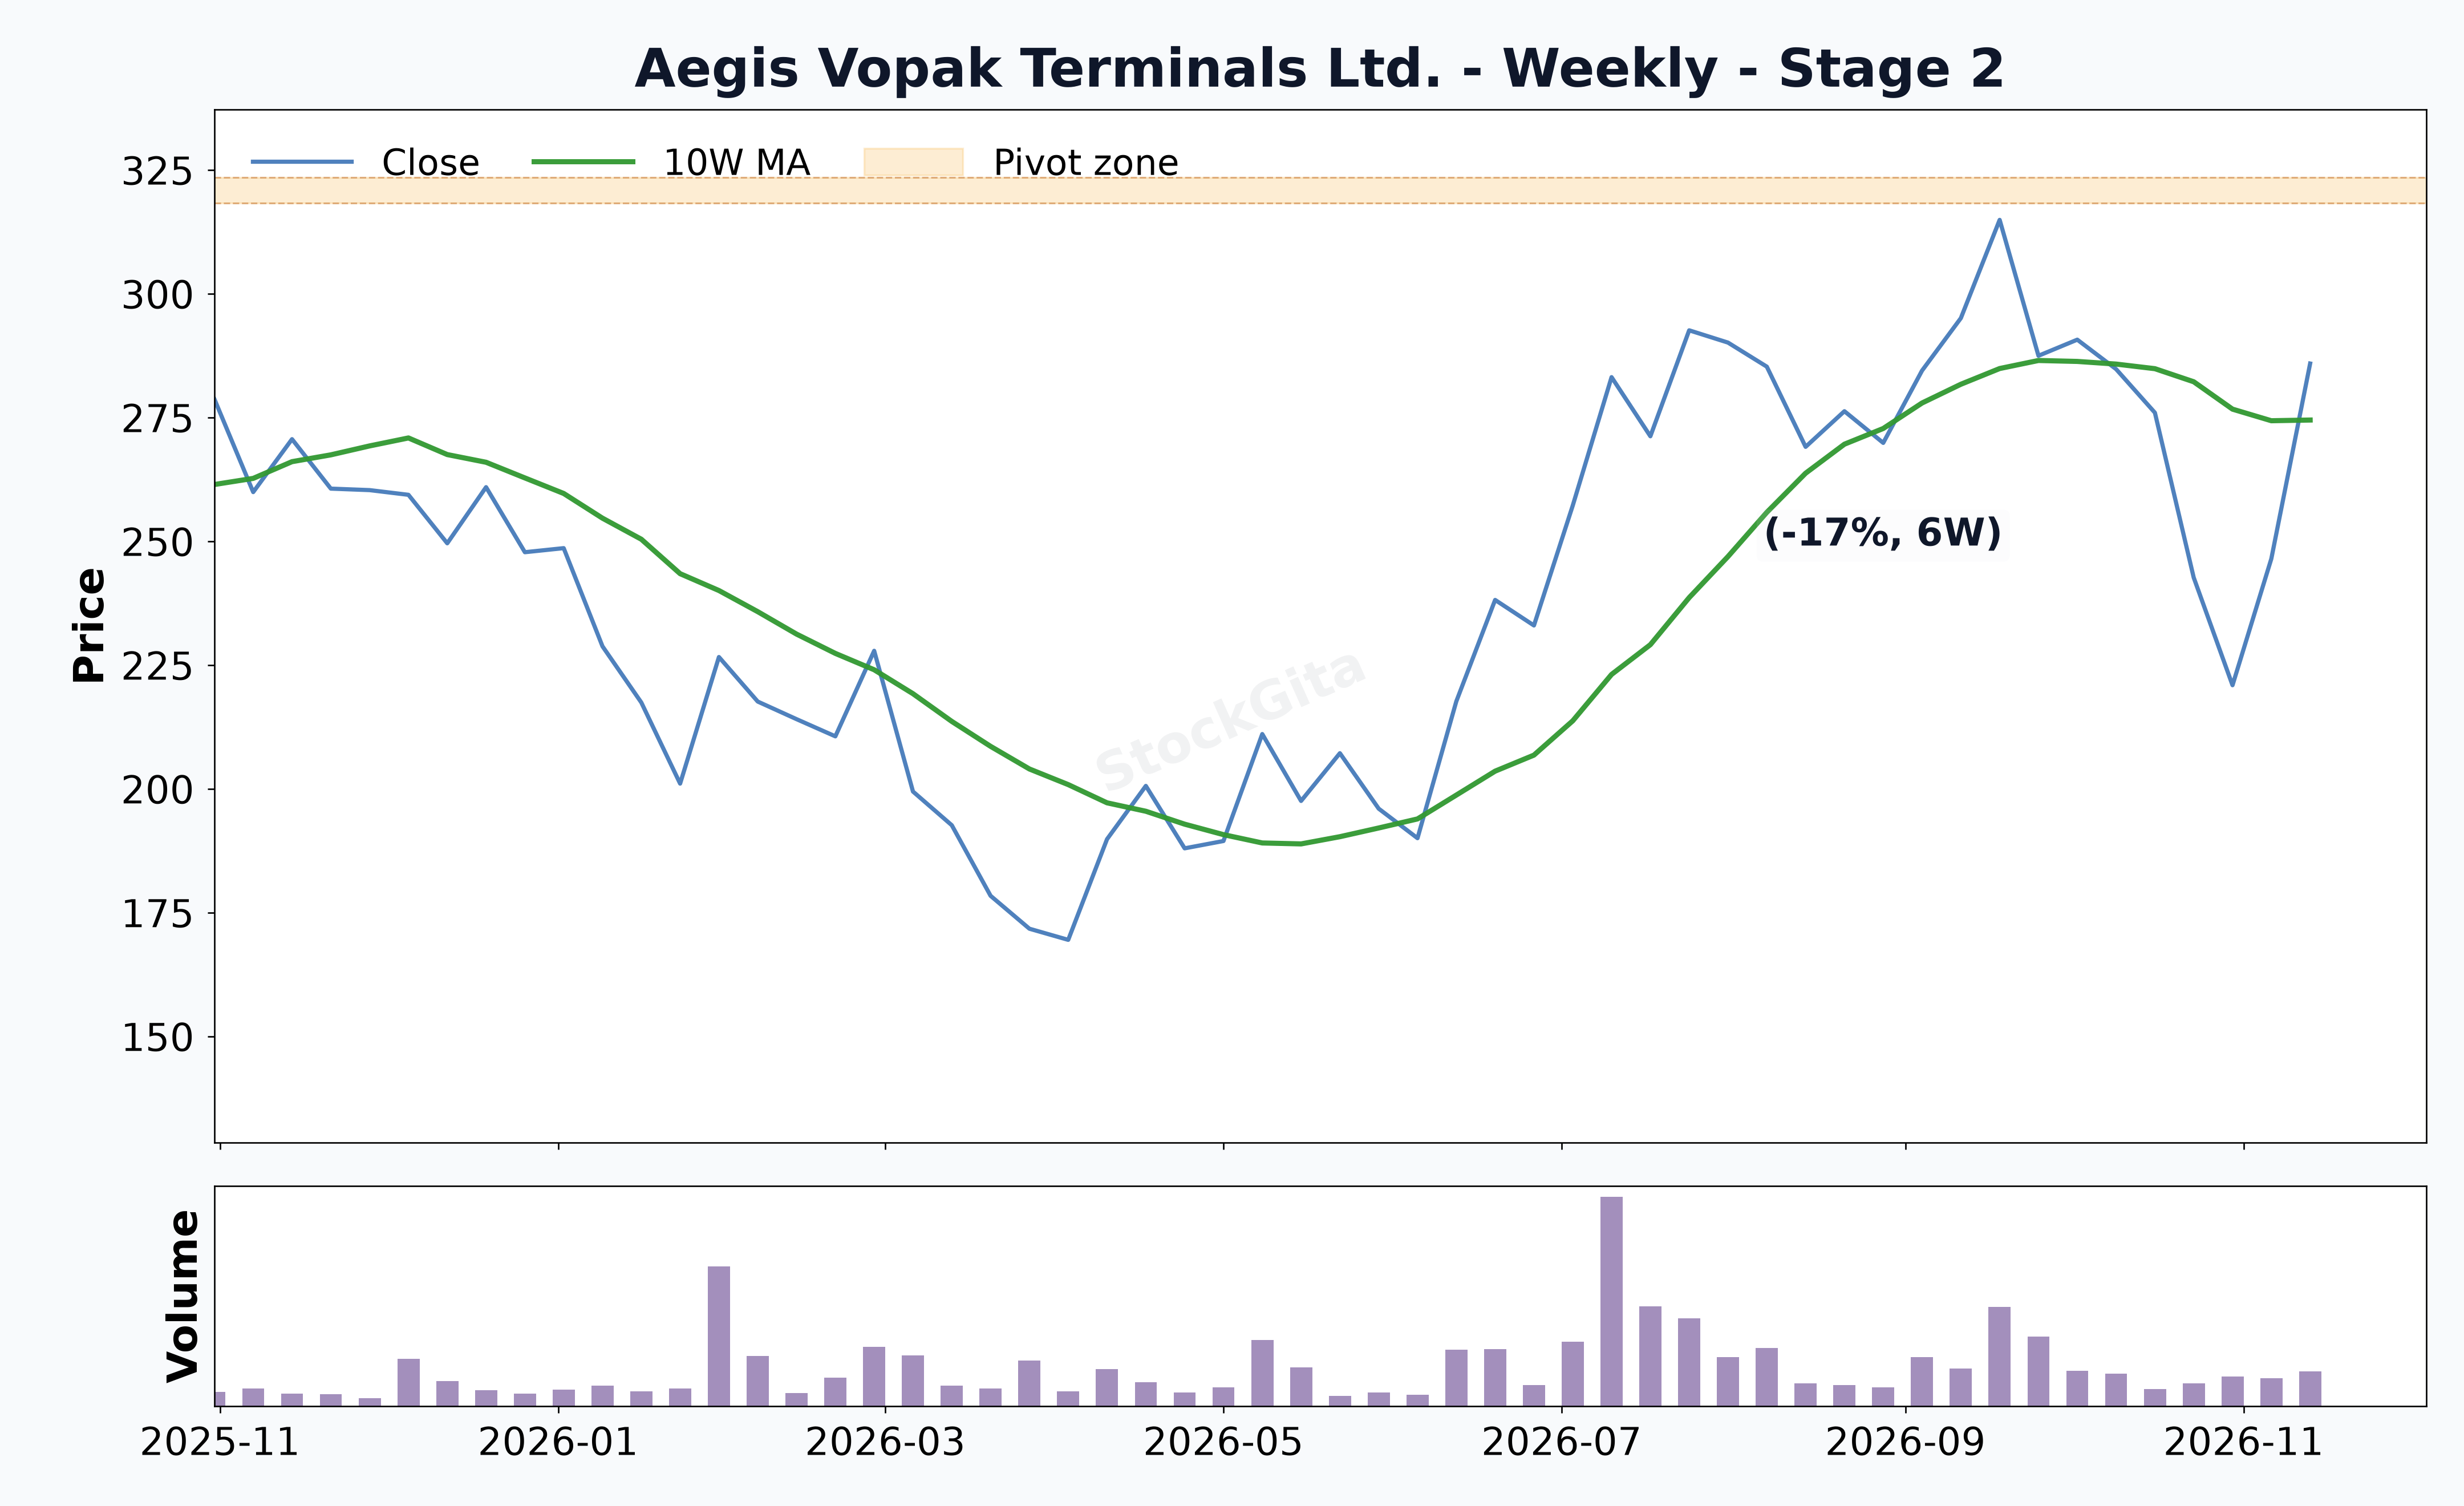 Aegis Vopak Terminals Ltd. - Weekly - Stage 2
Close 10W MA Pivot zone
325
300
275
250
225
200
175
150
Price
(-17%, 6W)
StockGita
Volume
2025-11 2026-01 2026-03 2026-05 2026-07 2026-09 2026-11